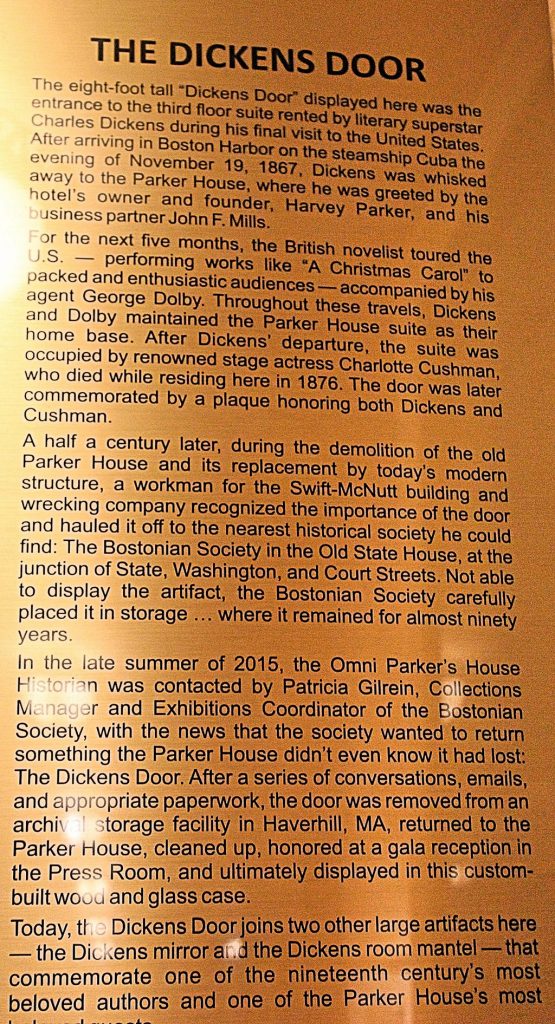 THE DICKENS DOOR
The eight-foot tall “Dickens Door” displayed here was the
entrance to the third floor suite rented by literary superstar
Charles Dickens during his final visit to the United States.
After arriving in Boston Harbor on the steamship Cuba the
evening of November 19, 1867, Dickens was whisked
away to the Parker House, where he was greeted by the
hotel’s owner and founder, Harvey Parker, and his
business partner John F. Mills.
For the next five months, the British novelist toured the
U.S. — performing works like “A Christmas Carol” to
packed and enthusiastic audiences — accompanied by his
agent George Dolby. Throughout these travels, Dickens
and Dolby maintained the Parker House suite as their
home base. After Dickens’ departure, the suite was
occupied by renowned stage actress Charlotte Cushman,
who died while residing here in 1876. The door was later
commemorated by a plaque honoring both Dickens and
Cushman.
A half a century later, during the demolition of the old
Parker House and its replacement by today’s modern
structure, a workman for the Swift-McNutt building and
wrecking company recognized the importance of the door
and hauled it off to the nearest historical society he could
find: The Bostonian Society in the Old State House, at the
junction of State, Washington, and Court Streets. Not able
to display the artifact, the Bostonian Society carefully
placed it in storage … where it remained for almost ninety
years.
In the late summer of 2015, the Omni Parker’s House
Historian was contacted by Patricia Gilrein, Collections
Manager and Exhibitions Coordinator of the Bostonian
Society, with the news that the society wanted to return
something the Parker House didn’t even know it had lost:
The Dickens Door. After a series of conversations, emails,
and appropriate paperwork, the door was removed from an
archival storage facility in Haverhill, MA, returned to the
Parker House, cleaned up, honored at a gala reception in
the Press Room, and ultimately displayed in this custom-
built wood and glass case.
Today, the Dickens Door joins two other large artifacts here
— the Dickens mirror and the Dickens room mantel — that
commemorate one of the nineteenth century’s most
beloved authors and one of the Parker House’s most